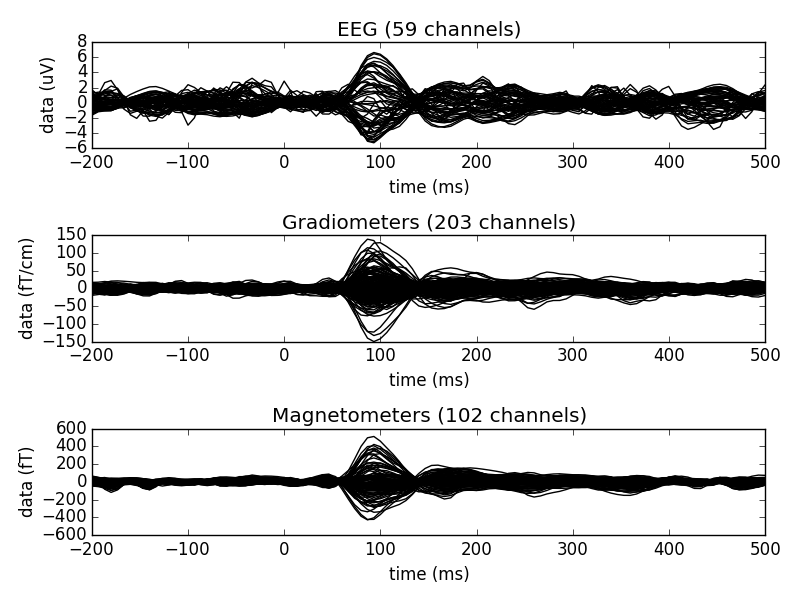 EEG (59 channels)
8
6
4
2
0
−2
−4
−6
data (uV)
−200 −100 0 100 200 300 400 500
time (ms)
Gradiometers (203 channels)
150
100
50
0
−50
−100
−150
data (fT/cm)
−200 −100 0 100 200 300 400 500
time (ms)
Magnetometers (102 channels)
600
400
200
0
−200
−400
−600
data (fT)
−200 −100 0 100 200 300 400 500
time (ms)